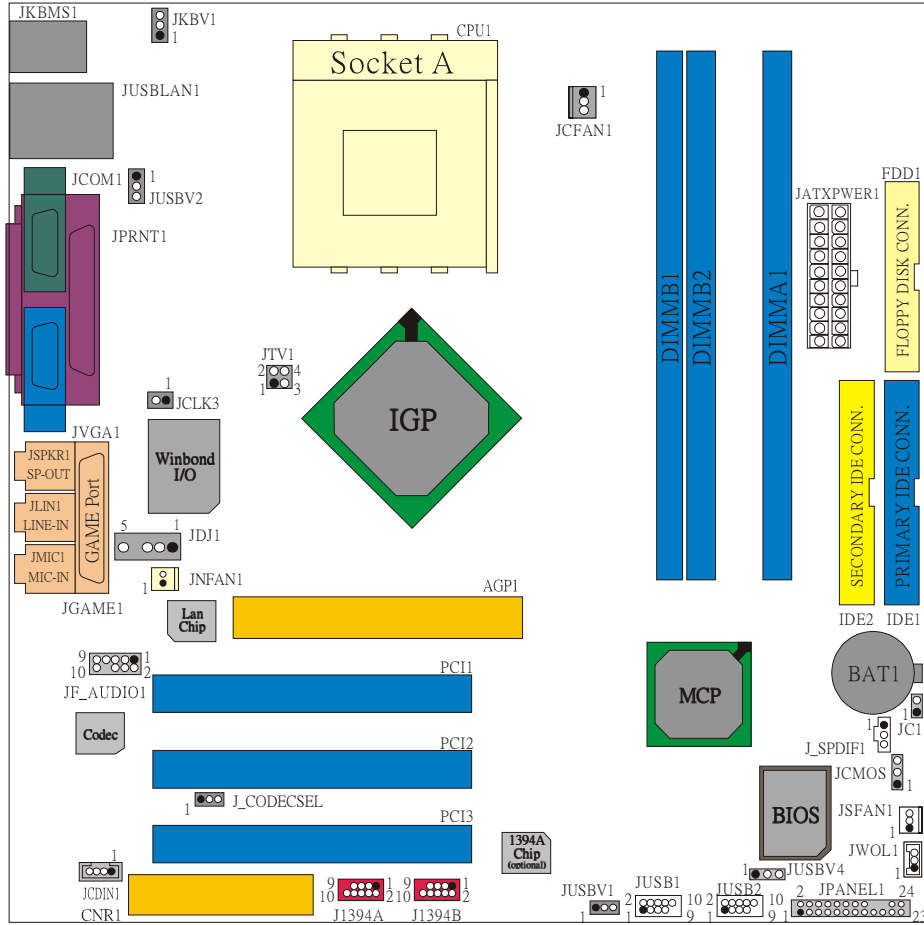 JKBMS1
JKBV1
1
CPU1
Socket A
JUSBLAN1
1
JCFAN1
JCOM1
1
JUSBV2
JPRNT1
FDD1
JATXPWER1
FLOPPY DISK CONN.
DIMMB1
DIMMB2
DIMMA1
JTV1
2 4
1 3
1
JCLK3
IGP
JVGA1
Winbond
I/O
JSPKR1
SP-OUT
JLIN1
LINE-IN
JMIC1
MIC-IN
GAME Port
JGAME1
5 1
JDJ1
1
JNFAN1
Lan
Chip
AGP1
SECONDARY IDE CONN.
PRIMARY IDE CONN.
IDE2
IDE1
9 1
10 2
JF_AUDIO1
PCI1
MCP
BAT1
1
JC1
Codec
1
J_SPDIF1
PCI2
JCMOS
1
1
J_CODECSEL
BIOS
JSFAN1
1
PCI3
1394A
Chip
(optional)
JWOL1
1
1
JCDIN1
CNR1
9 1
10 2
J1394A
9 1
10 2
J1394B
JUSBV1
1
JUSB1
2 10
1 9
1
JUSBV4
JUSB2
2 10
1 9
JPANEL1
2 24
1 23